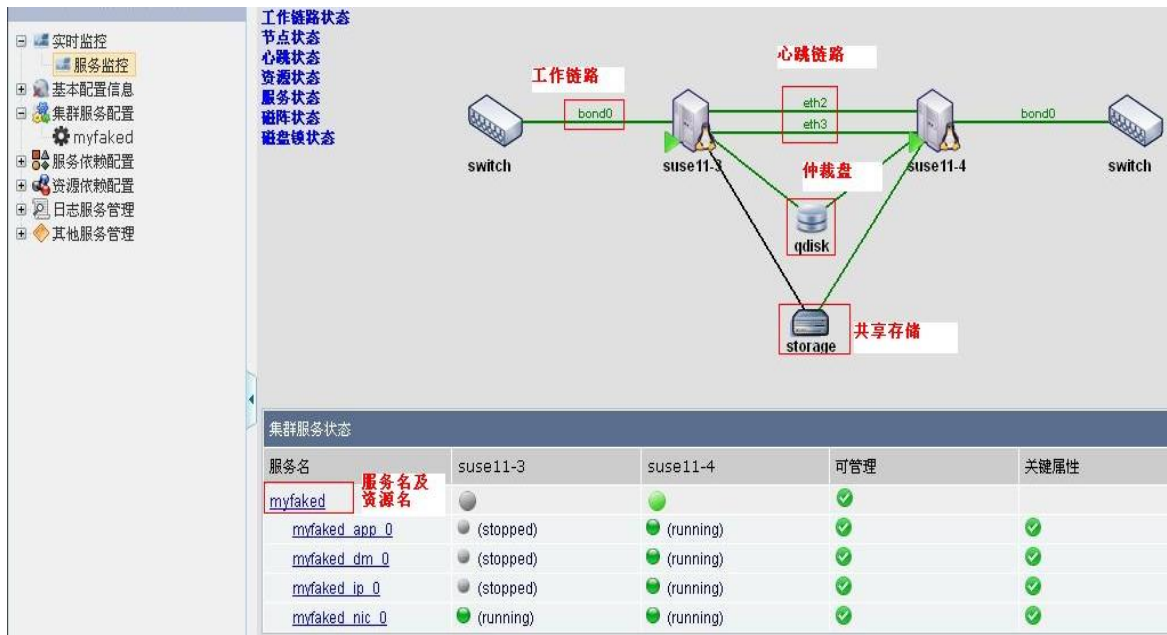 实时监控
服务监控
基本配置信息
集群服务配置
myfaked
服务依赖配置
资源依赖配置
日志服务管理
其他服务管理
工作链路状态
节点状态
心跳状态
资源状态
服务状态
磁阵状态
磁盘镜状态
工作链路
心跳链路
bond0
eth2
eth3
bond0
switch
suse11-3
仲裁盘
suse11-4
switch
qdisk
storage
共享存储
集群服务状态
服务名 suse11-3 suse11-4 可管理 关键属性
服务名及
资源名
myfaked
myfaked_app_0 (stopped) (running)
myfaked_dm_0 (stopped) (running)
myfaked_ip_0 (stopped) (running)
myfaked_nic_0 (running) (running)